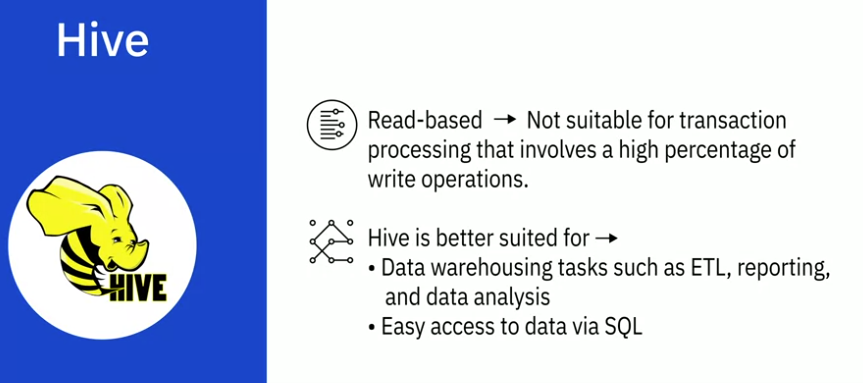 Hive
Read-based → Not suitable for transaction
processing that involves a high percentage of
write operations.
Hive is better suited for →
• Data warehousing tasks such as ETL, reporting,
and data analysis
• Easy access to data via SQL
HIVE